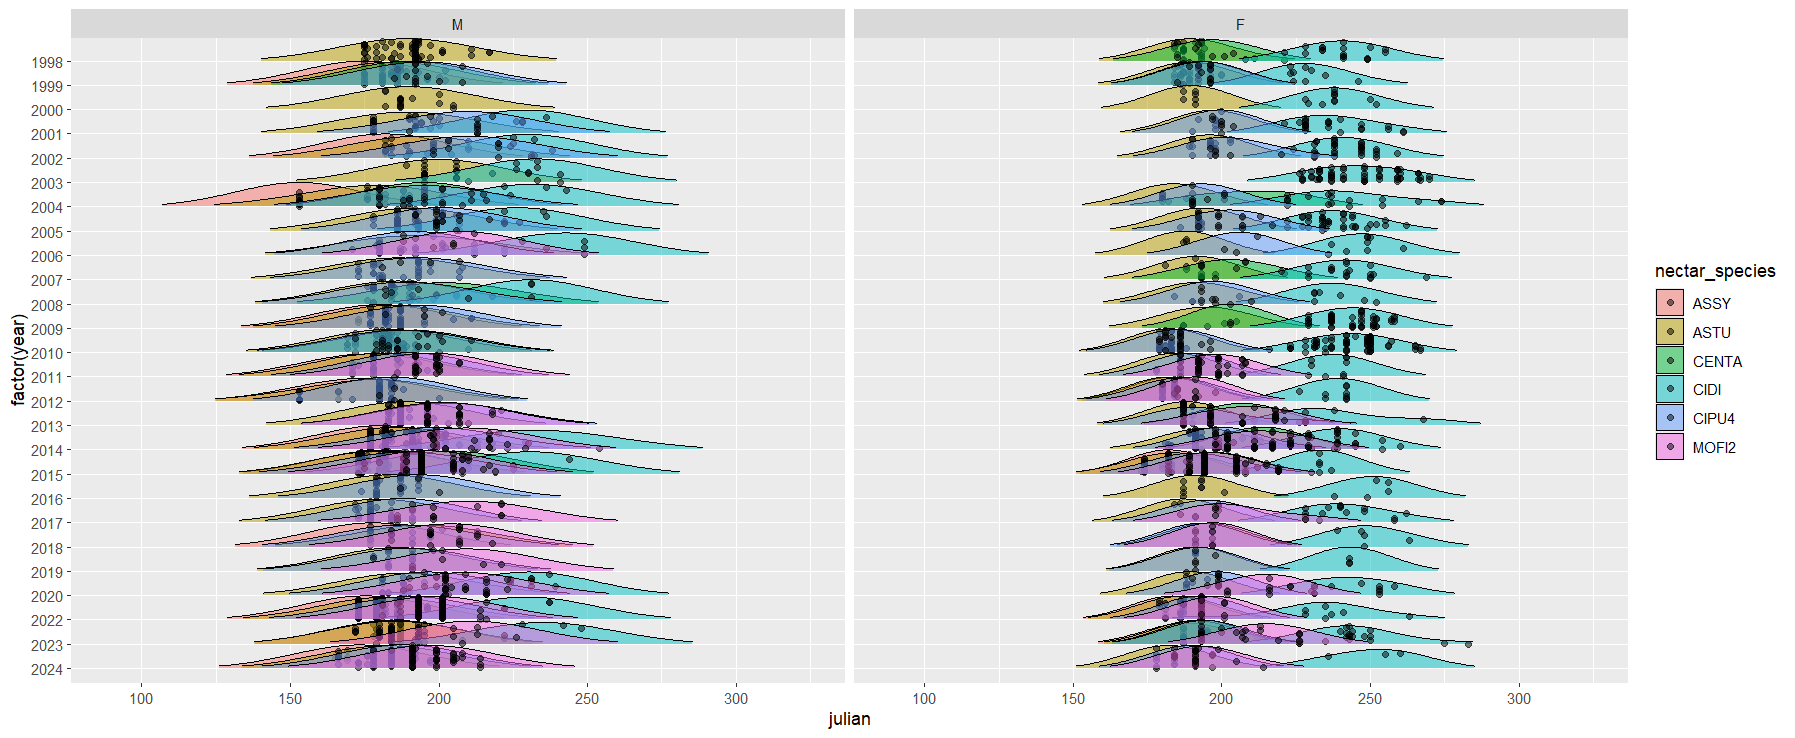 M
F
factor(year)
1998
1999
2000
2001
2002
2003
2004
2005
2006
2007
2008
2009
2010
2011
2012
2013
2014
2015
2016
2017
2018
2019
2020
2022
2023
2024
100 150 200 250 300
100 150 200 250 300
julian
nectar_species
ASSY
ASTU
CENTA
CIDI
CIPU4
MOFI2